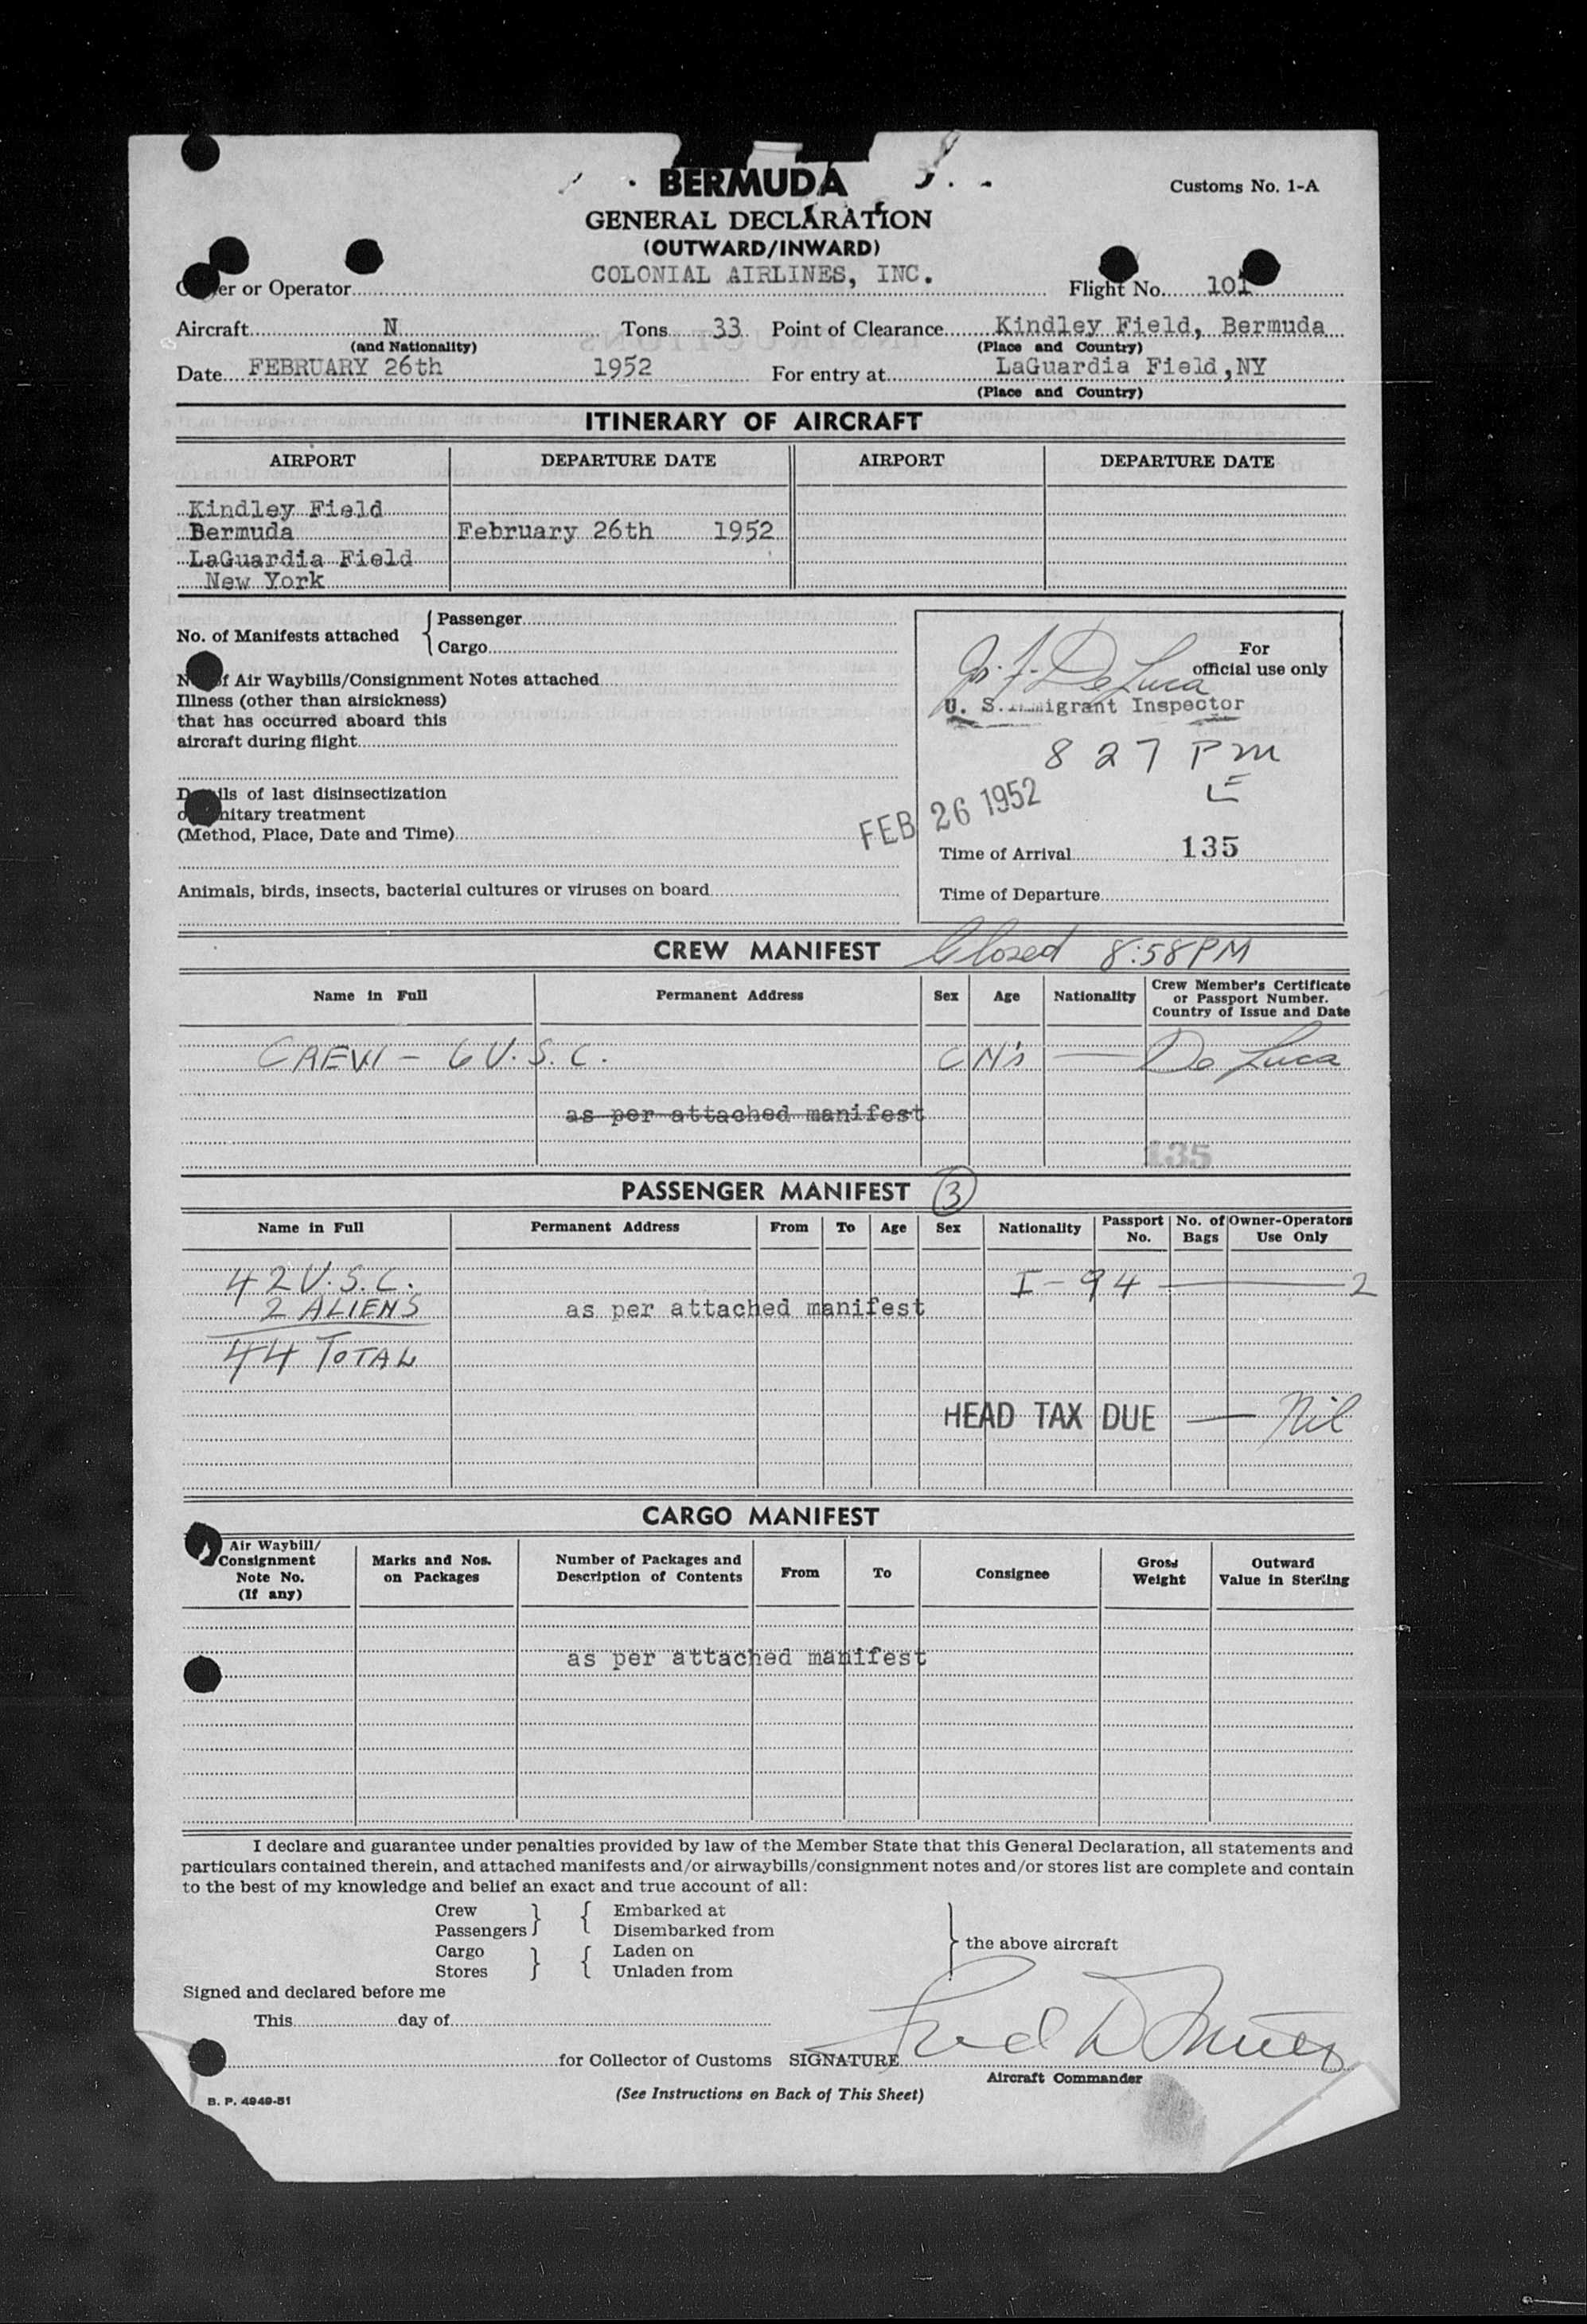 BERMUDA
Customs No. 1-A
GENERAL DECLARATION
(OUTWARD/INWARD)
er or Operator COLONIAL AIRLINES, INC. Flight No. 101
Aircraft N Tons 33 Point of Clearance Kindley Field, Bermuda
(and Nationality) (Place and Country)
Date FEBRUARY 26th 1952 For entry at LaGuardia Field, NY
(Place and Country)
ITINERARY OF AIRCRAFT
AIRPORT DEPARTURE DATE AIRPORT DEPARTURE DATE
Kindley Field
Bermuda February 26th 1952
LaGuardia Field
New York
No. of Manifests attached { Passenger
Cargo
f Air Waybills/Consignment Notes attached
Illness (other than airsickness)
that has occurred aboard this
aircraft during flight
De ils of last disinsectization
nitary treatment
(Method, Place, Date and Time)
Animals, birds, insects, bacterial cultures or viruses on board
For
official use only
De Luca
U. S. Immigrant Inspector
8 27 PM
FEB 26 1952
Time of Arrival 135
Time of Departure
CREW MANIFEST Closed 8:58 PM
Name in Full Permanent Address Sex Age Nationality Crew Member's Certificate or Passport Number. Country of Issue and Date
CREW - 6 U.S.C. CN's — De Luca
as per attached manifest
135
PASSENGER MANIFEST 3
Name in Full Permanent Address From To Age Sex Nationality Passport No. No. of Bags Owner-Operators Use Only
42 U.S.C. I-94 — 2
2 ALIENS as per attached manifest
44 TOTAL
HEAD TAX DUE — Nil
CARGO MANIFEST
Air Waybill/ Consignment Note No. (If any) Marks and Nos. on Packages Number of Packages and Description of Contents From To Consignee Gross Weight Outward Value in Sterling
as per attached manifest
I declare and guarantee under penalties provided by law of the Member State that this General Declaration, all statements and
particulars contained therein, and attached manifests and/or airwaybills/consignment notes and/or stores list are complete and contain
to the best of my knowledge and belief an exact and true account of all:
Crew } { Embarked at
Passengers Disembarked from
Cargo } { Laden on } the above aircraft
Stores Unladen from
Signed and declared before me
This day of
for Collector of Customs SIGNATURE Fred D
Aircraft Commander
(See Instructions on Back of This Sheet)
B. P. 4949-51